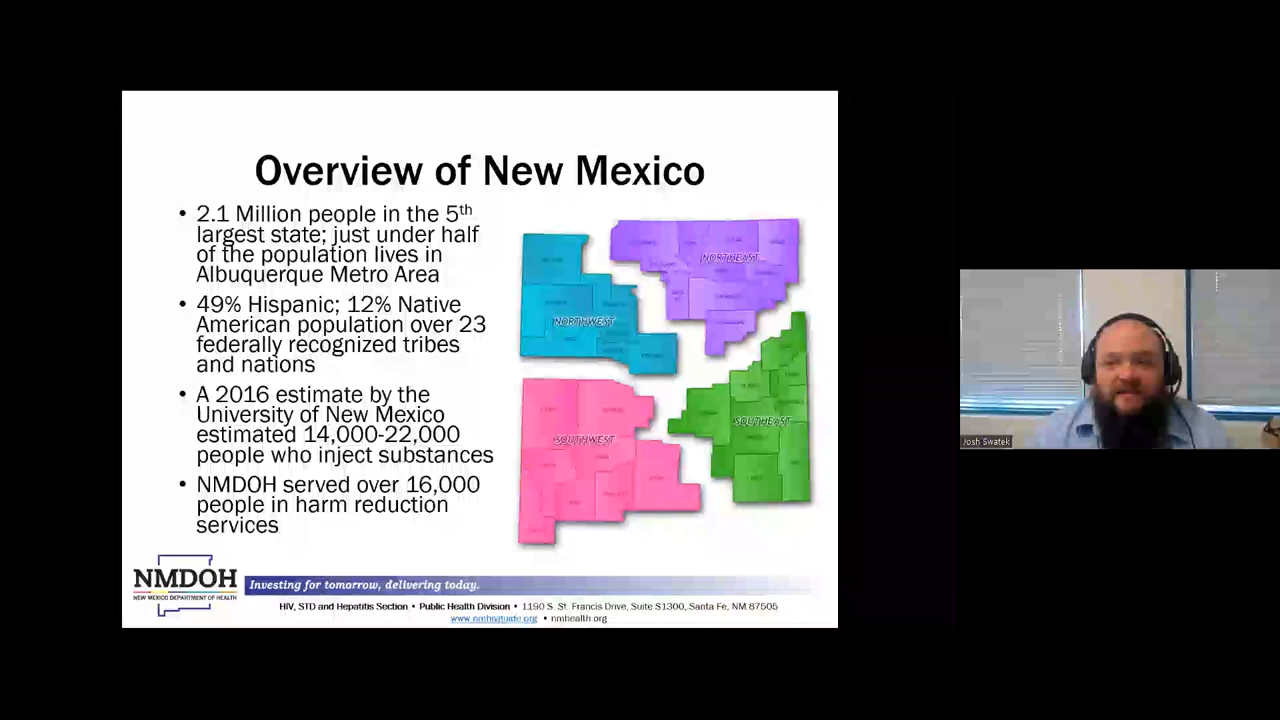 Overview of New Mexico
• 2.1 Million people in the 5th
largest state; just under half
of the population lives in
Albuquerque Metro Area
• 49% Hispanic; 12% Native
American population over 23
federally recognized tribes
and nations
• A 2016 estimate by the
University of New Mexico
estimated 14,000-22,000
people who inject substances
• NMDOH served over 16,000
people in harm reduction
services
NORTHEAST
NORTHWEST
SOUTHEAST
SOUTHWEST
NMDOH
NEW MEXICO DEPARTMENT OF HEALTH
Investing for tomorrow, delivering today.
HIV, STD and Hepatitis Section • Public Health Division • 1190 S. St. Francis Drive, Suite S1300, Santa Fe, NM 87505
www.nmhivguide.org • nmhealth.org
Josh Swatek